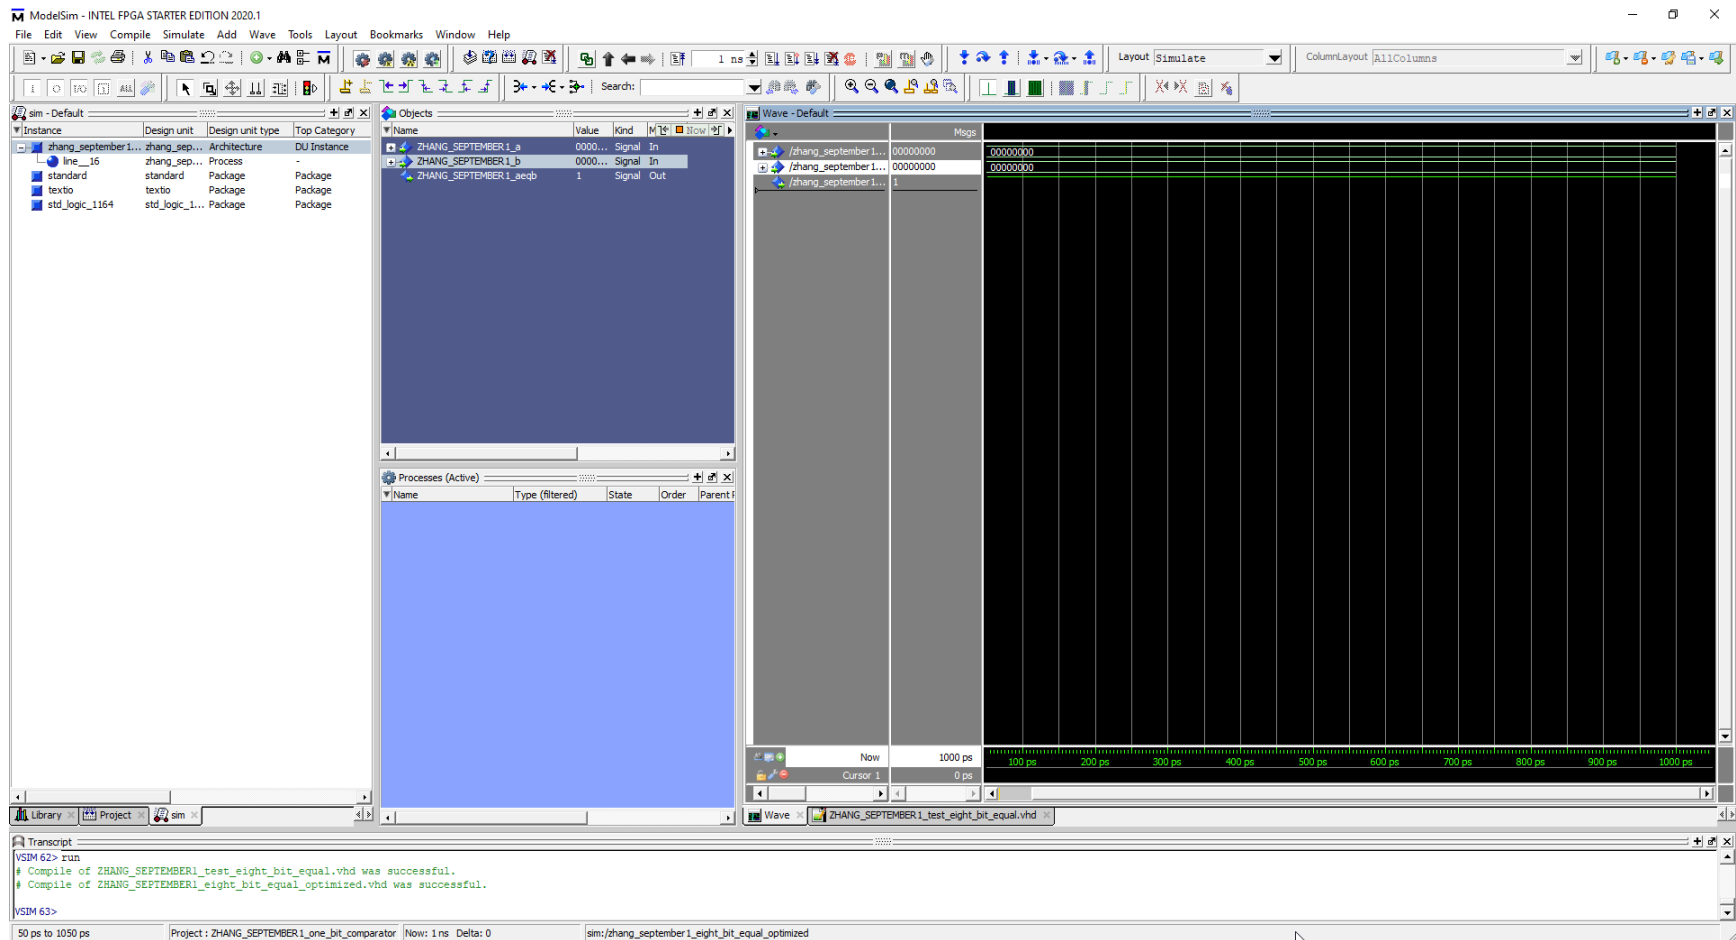 ModelSim - INTEL FPGA STARTER EDITION 2020.1
File Edit View Compile Simulate Add Wave Tools Layout Bookmarks Window Help
1 ns
Layout Simulate
ColumnLayout AllColumns
Search:
sim - Default
Instance Design unit Design unit type Top Category
zhang_september1... zhang_sep... Architecture DU Instance
line__16 zhang_sep... Process -
standard standard Package Package
textio textio Package Package
std_logic_1164 std_logic_1... Package Package
Library Project sim
Objects
Name Value Kind M Now
ZHANG_SEPTEMBER1_a 0000... Signal In
ZHANG_SEPTEMBER1_b 0000... Signal In
ZHANG_SEPTEMBER1_aeqb 1 Signal Out
Processes (Active)
Name Type (filtered) State Order Parent P
Wave - Default
Msgs
/zhang_september1... 00000000 00000000
/zhang_september1... 00000000 00000000
/zhang_september1... 1
Now 1000 ps
100 ps 200 ps 300 ps 400 ps 500 ps 600 ps 700 ps 800 ps 900 ps 1000 ps
Cursor 1 0 ps
Wave ZHANG_SEPTEMBER1_test_eight_bit_equal.vhd
Transcript
VSIM 62> run
# Compile of ZHANG_SEPTEMBER1_test_eight_bit_equal.vhd was successful.
# Compile of ZHANG_SEPTEMBER1_eight_bit_equal_optimized.vhd was successful.
VSIM 63>
50 ps to 1050 ps Project : ZHANG_SEPTEMBER1_one_bit_comparator Now: 1 ns Delta: 0 sim:/zhang_september1_eight_bit_equal_optimized